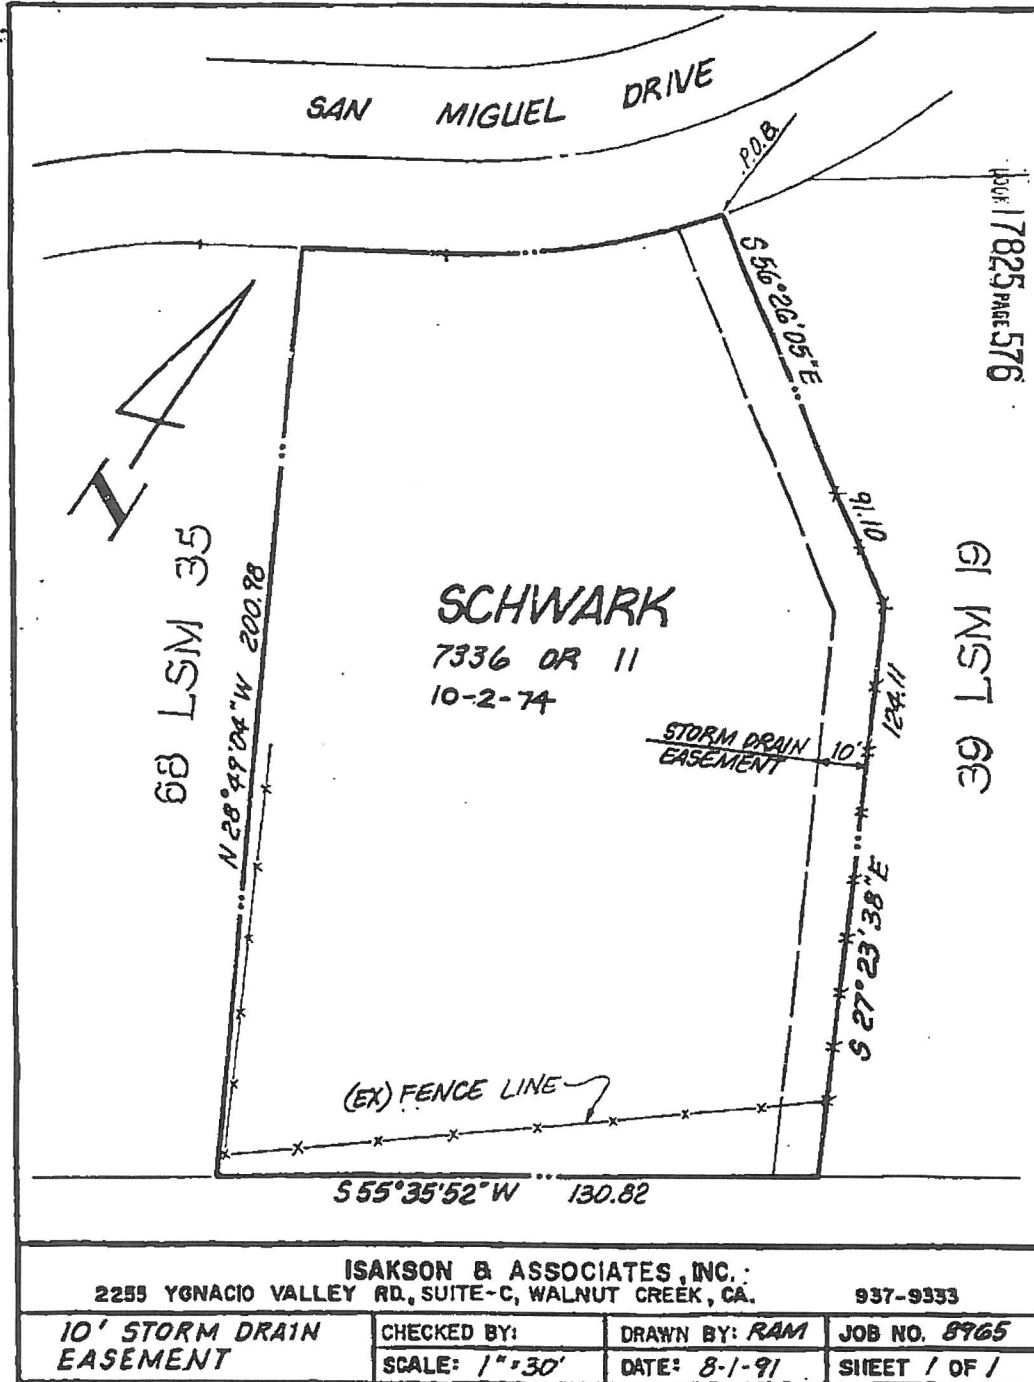 SAN MIGUEL DRIVE
P.O.B.
BOOK 17825 PAGE 576
S 56°26'05"E
91.10
68 LSM 35
N 28°49'04"W 200.98
SCHWARK
7336 OR 11
10-2-74
39 LSM 19
124.11
STORM DRAIN
EASEMENT
10'
S 27°23'38"E
(EX) FENCE LINE
S 55°35'52"W 130.82
ISAKSON & ASSOCIATES, INC.
2255 YGNACIO VALLEY RD., SUITE-C, WALNUT CREEK, CA. 937-9333
10' STORM DRAIN
EASEMENT
CHECKED BY:
DRAWN BY: RAM
JOB NO. 8965
SCALE: 1"=30'
DATE: 8-1-91
SHEET 1 OF 1